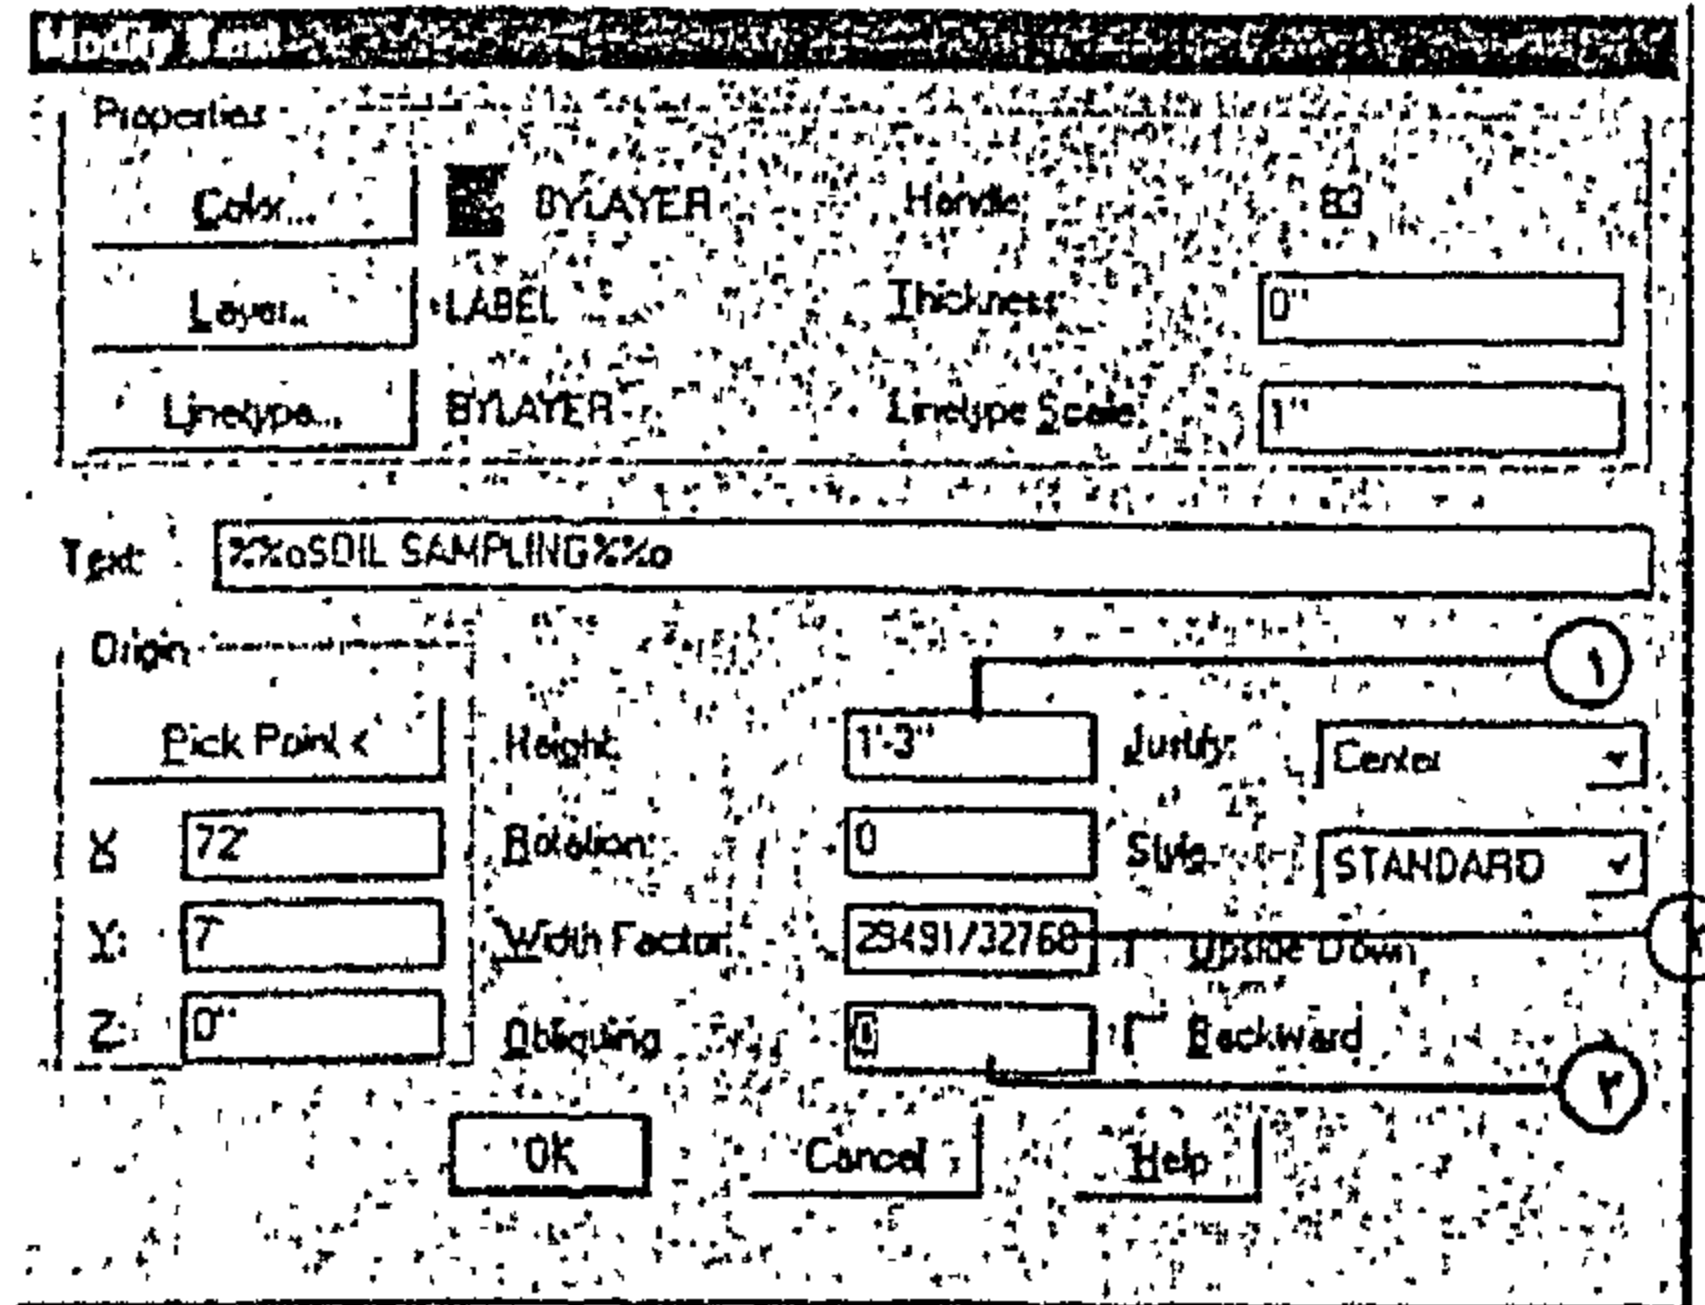 Modify Text
Properties
Color... BYLAYER Handle: B3
Layer... LABEL Thickness: 0"
Linetype... BYLAYER Linetype Scale: 1"
Text: %%oSOIL SAMPLING%%o
Origin
١
Pick Point < Height: 1'-3" Justify: Center
X: 72' Rotation: 0 Style: STANDARD
Y: 7' Width Factor: 29491/32768 Upside Down
Z: 0" Obliquing: 0 Backward
٢
OK Cancel Help